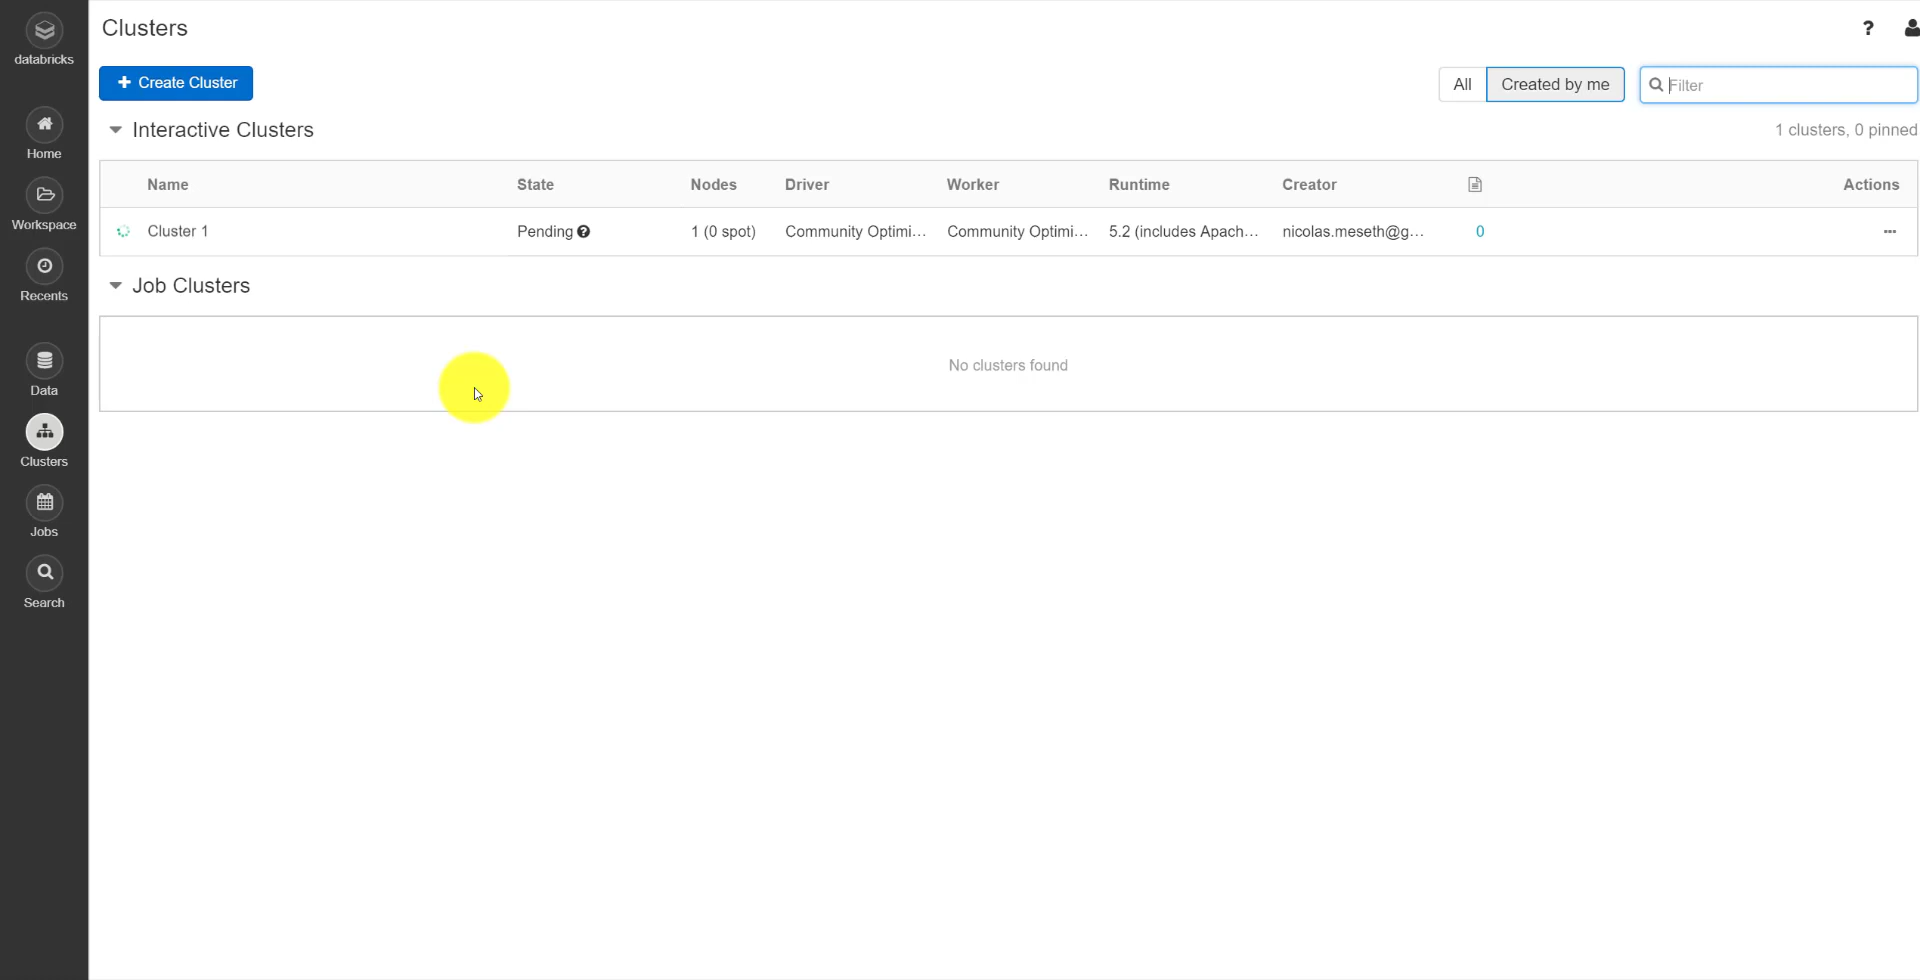 databricks
Home
Workspace
Recents
Data
Clusters
Jobs
Search
Clusters
?
+ Create Cluster
All
Created by me
Filter
Interactive Clusters
1 clusters, 0 pinned
Name State Nodes Driver Worker Runtime Creator Actions
Cluster 1 Pending ? 1 (0 spot) Community Optimi... Community Optimi... 5.2 (includes Apach... nicolas.meseth@g... 0 ...
Job Clusters
No clusters found